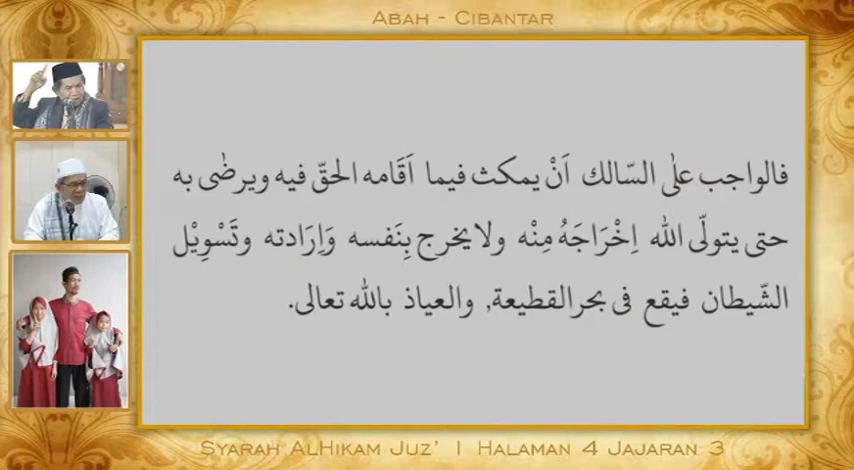 Abah - Cibantar
فالواجب على السّالك اَنْ يمكث فيما اَقَامه الحقّ فيه ويرضٰى به
حتى يتولّى الله اِخْرَاجَهُ مِنْه ولا يخرج بِنَفسه وَاِرَادته وتَسْوِيْل
الشّيطان فيقع فى بحر القطيعة, والعياذ بالله تعالى.
Syarah AlHikam Juz' 1 Halaman 4 Jajaran 3